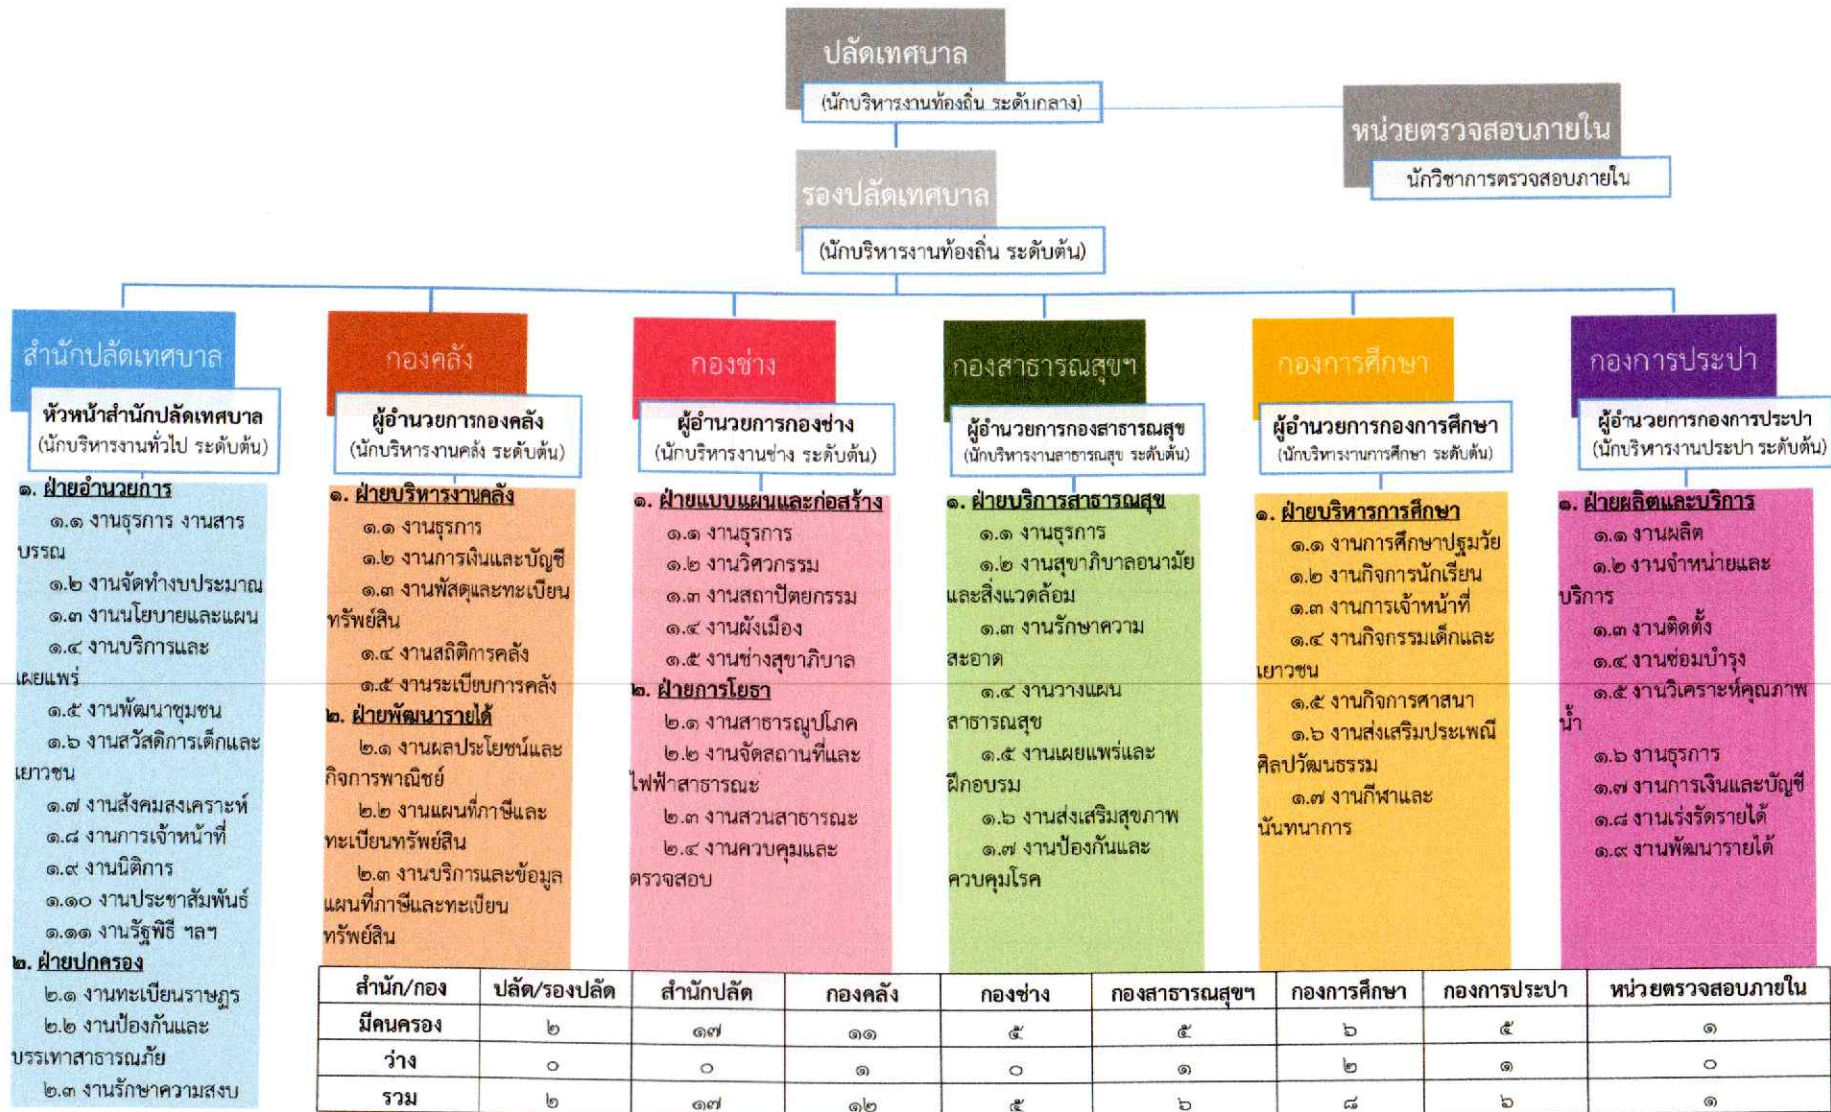 ปลัดเทศบาล
(นักบริหารงานท้องถิ่น ระดับกลาง)
หน่วยตรวจสอบภายใน
นักวิชาการตรวจสอบภายใน
รองปลัดเทศบาล
(นักบริหารงานท้องถิ่น ระดับต้น)
สำนักปลัดเทศบาล
หัวหน้าสำนักปลัดเทศบาล
(นักบริหารงานทั่วไป ระดับต้น)
๑. ฝ่ายอำนวยการ
๑.๑ งานธุรการ งานสาร
บรรณ
๑.๒ งานจัดทำงบประมาณ
๑.๓ งานนโยบายและแผน
๑.๔ งานบริการและ
เผยแพร่
๑.๕ งานพัฒนาชุมชน
๑.๖ งานสวัสดิการเด็กและ
เยาวชน
๑.๗ งานสังคมสงเคราะห์
๑.๘ งานการเจ้าหน้าที่
๑.๙ งานนิติการ
๑.๑๐ งานประชาสัมพันธ์
๑.๑๑ งานรัฐพิธี ฯลฯ
๒. ฝ่ายปกครอง
๒.๑ งานทะเบียนราษฎร
๒.๒ งานป้องกันและ
บรรเทาสาธารณภัย
๒.๓ งานรักษาความสงบ
กองคลัง
ผู้อำนวยการกองคลัง
(นักบริหารงานคลัง ระดับต้น)
๑. ฝ่ายบริหารงานคลัง
๑.๑ งานธุรการ
๑.๒ งานการเงินและบัญชี
๑.๓ งานพัสดุและทะเบียน
ทรัพย์สิน
๑.๔ งานสถิติการคลัง
๑.๕ งานระเบียบการคลัง
๒. ฝ่ายพัฒนารายได้
๒.๑ งานผลประโยชน์และ
กิจการพาณิชย์
๒.๒ งานแผนที่ภาษีและ
ทะเบียนทรัพย์สิน
๒.๓ งานบริการและข้อมูล
แผนที่ภาษีและทะเบียน
ทรัพย์สิน
กองช่าง
ผู้อำนวยการกองช่าง
(นักบริหารงานช่าง ระดับต้น)
๑. ฝ่ายแบบแผนและก่อสร้าง
๑.๑ งานธุรการ
๑.๒ งานวิศวกรรม
๑.๓ งานสถาปัตยกรรม
๑.๔ งานผังเมือง
๑.๕ งานช่างสุขาภิบาล
๒. ฝ่ายการโยธา
๒.๑ งานสาธารณูปโภค
๒.๒ งานจัดสถานที่และ
ไฟฟ้าสาธารณะ
๒.๓ งานสวนสาธารณะ
๒.๔ งานควบคุมและ
ตรวจสอบ
กองสาธารณสุขฯ
ผู้อำนวยการกองสาธารณสุข
(นักบริหารงานสาธารณสุข ระดับต้น)
๑. ฝ่ายบริการสาธารณสุข
๑.๑ งานธุรการ
๑.๒ งานสุขาภิบาลอนามัย
และสิ่งแวดล้อม
๑.๓ งานรักษาความ
สะอาด
๑.๔ งานวางแผน
สาธารณสุข
๑.๕ งานเผยแพร่และ
ฝึกอบรม
๑.๖ งานส่งเสริมสุขภาพ
๑.๗ งานป้องกันและ
ควบคุมโรค
กองการศึกษา
ผู้อำนวยการกองการศึกษา
(นักบริหารงานการศึกษา ระดับต้น)
๑. ฝ่ายบริหารการศึกษา
๑.๑ งานการศึกษาปฐมวัย
๑.๒ งานกิจการนักเรียน
๑.๓ งานการเจ้าหน้าที่
๑.๔ งานกิจกรรมเด็กและ
เยาวชน
๑.๕ งานกิจการศาสนา
๑.๖ งานส่งเสริมประเพณี
ศิลปวัฒนธรรม
๑.๗ งานกีฬาและ
นันทนาการ
กองการประปา
ผู้อำนวยการกองการประปา
(นักบริหารงานประปา ระดับต้น)
๑. ฝ่ายผลิตและบริการ
๑.๑ งานผลิต
๑.๒ งานจำหน่ายและ
บริการ
๑.๓ งานติดตั้ง
๑.๔ งานซ่อมบำรุง
๑.๕ งานวิเคราะห์คุณภาพ
น้ำ
๑.๖ งานธุรการ
๑.๗ งานการเงินและบัญชี
๑.๘ งานเร่งรัดรายได้
๑.๙ งานพัฒนารายได้
สำนัก/กอง ปลัด/รองปลัด สำนักปลัด กองคลัง กองช่าง กองสาธารณสุขฯ กองการศึกษา กองการประปา หน่วยตรวจสอบภายใน
มีคนครอง ๒ ๑๗ ๑๑ ๕ ๕ ๖ ๕ ๑
ว่าง ๐ ๐ ๑ ๐ ๑ ๒ ๑ ๐
รวม ๒ ๑๗ ๑๒ ๕ ๖ ๘ ๖ ๑